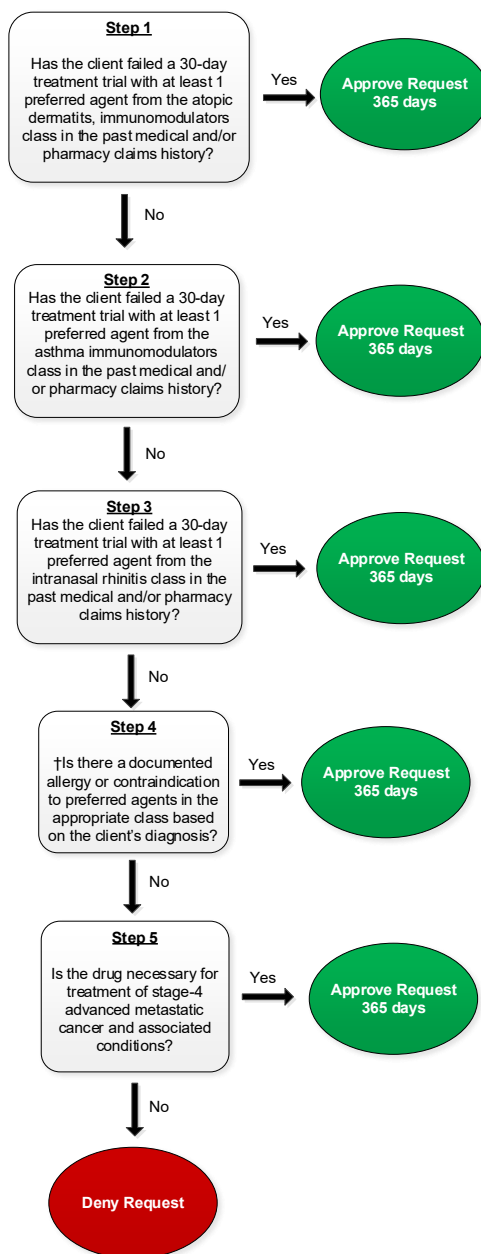 Step 1
Has the client failed a 30-day
treatment trial with at least 1
preferred agent from the atopic
dermatits, immunomodulators
class in the past medical and/or
pharmacy claims history?
Yes
Approve Request
365 days
No
Step 2
Has the client failed a 30-day
treatment trial with at least 1
preferred agent from the
asthma immunomodulators
class in the past medical and/
or pharmacy claims history?
Yes
Approve Request
365 days
No
Step 3
Has the client failed a 30-day
treatment trial with at least 1
preferred agent from the
intranasal rhinitis class in the
past medical and/or pharmacy
claims history?
Yes
Approve Request
365 days
No
Step 4
†Is there a documented
allergy or contraindication
to preferred agents in the
appropriate class based
on the client's diagnosis?
Yes
Approve Request
365 days
No
Step 5
Is the drug necessary for
treatment of stage-4
advanced metastatic
cancer and associated
conditions?
Yes
Approve Request
365 days
No
Deny Request